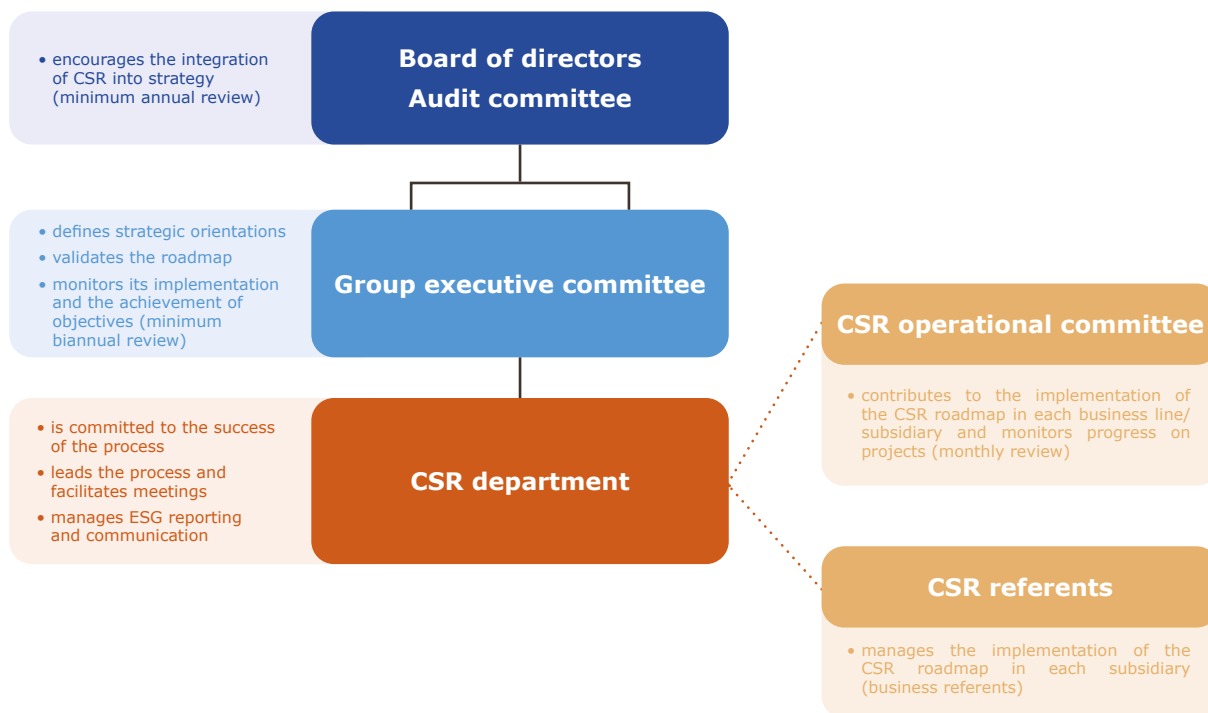 • encourages the integration
of CSR into strategy
(minimum annual review)
Board of directors
Audit committee
• defines strategic orientations
• validates the roadmap
• monitors its implementation
and the achievement of
objectives (minimum
biannual review)
Group executive committee
• is committed to the success
of the process
• leads the process and
facilitates meetings
• manages ESG reporting
and communication
CSR department
CSR operational committee
• contributes to the implementation of
the CSR roadmap in each business line/
subsidiary and monitors progress on
projects (monthly review)
CSR referents
• manages the implementation of the
CSR roadmap in each subsidiary
(business referents)